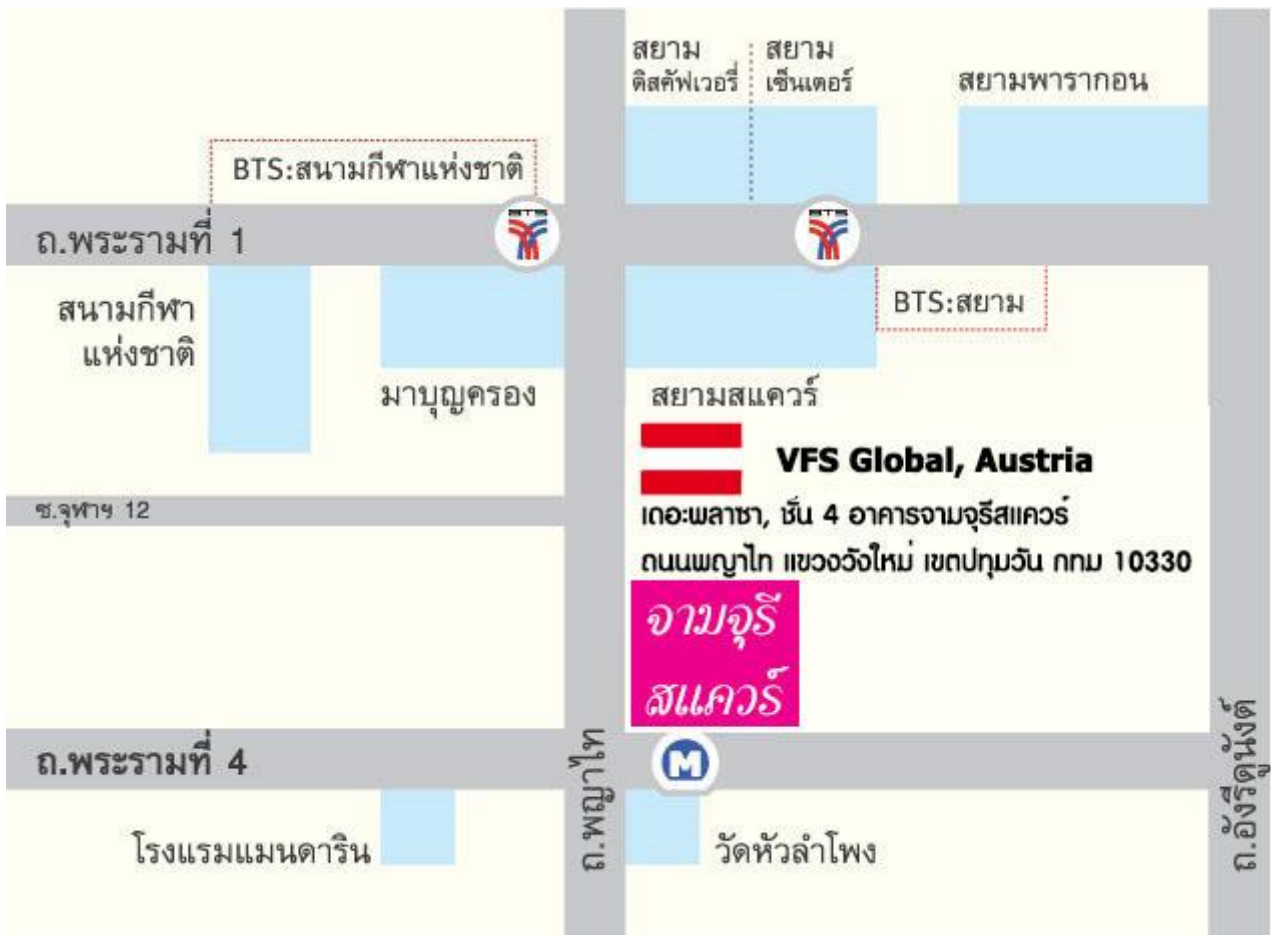 สยาม
ดิสคัฟเวอรี่
สยาม
เซ็นเตอร์
สยามพารากอน
BTS:สนามกีฬาแห่งชาติ
BTS
BTS
ถ.พระรามที่ 1
สนามกีฬา
แห่งชาติ
BTS:สยาม
มาบุญครอง
สยามสแควร์
VFS Global, Austria
ซ.จุฬาฯ 12
เดอะพลาซา, ชั้น 4 อาคารจามจุรีสแควร์
ถนนพญาไท แขวงวังใหม่ เขตปทุมวัน กทม 10330
จามจุรี
สแควร์
ถ.พระรามที่ 4
M
ถ.พญาไท
ถ.อังรีดูนังต์
โรงแรมแมนดาริน
วัดหัวลำโพง